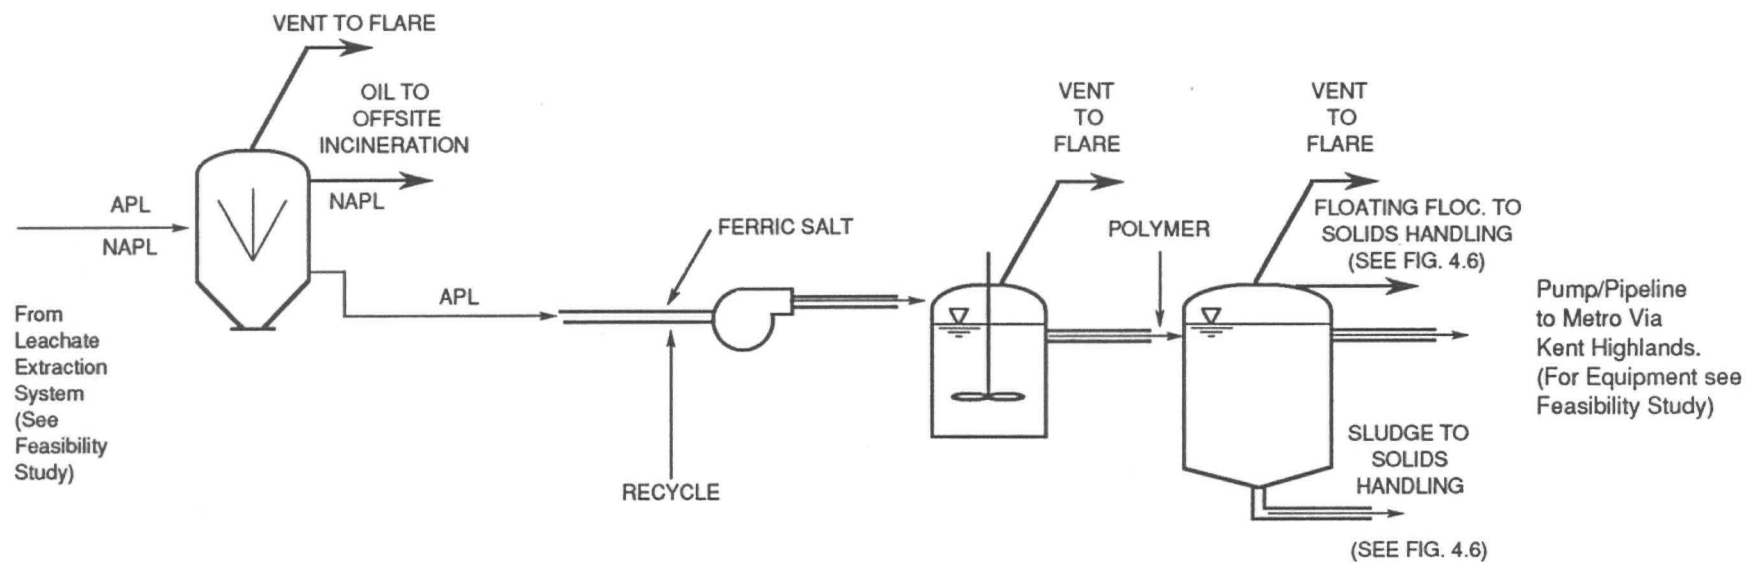 VENT TO FLARE
OIL TO
OFFSITE
INCINERATION
NAPL
APL
NAPL
From
Leachate
Extraction
System
(See
Feasibility
Study)
APL
FERRIC SALT
RECYCLE
VENT
TO
FLARE
POLYMER
VENT
TO
FLARE
FLOATING FLOC. TO
SOLIDS HANDLING
(SEE FIG. 4.6)
Pump/Pipeline
to Metro Via
Kent Highlands.
(For Equipment see
Feasibility Study)
SLUDGE TO
SOLIDS
HANDLING
(SEE FIG. 4.6)